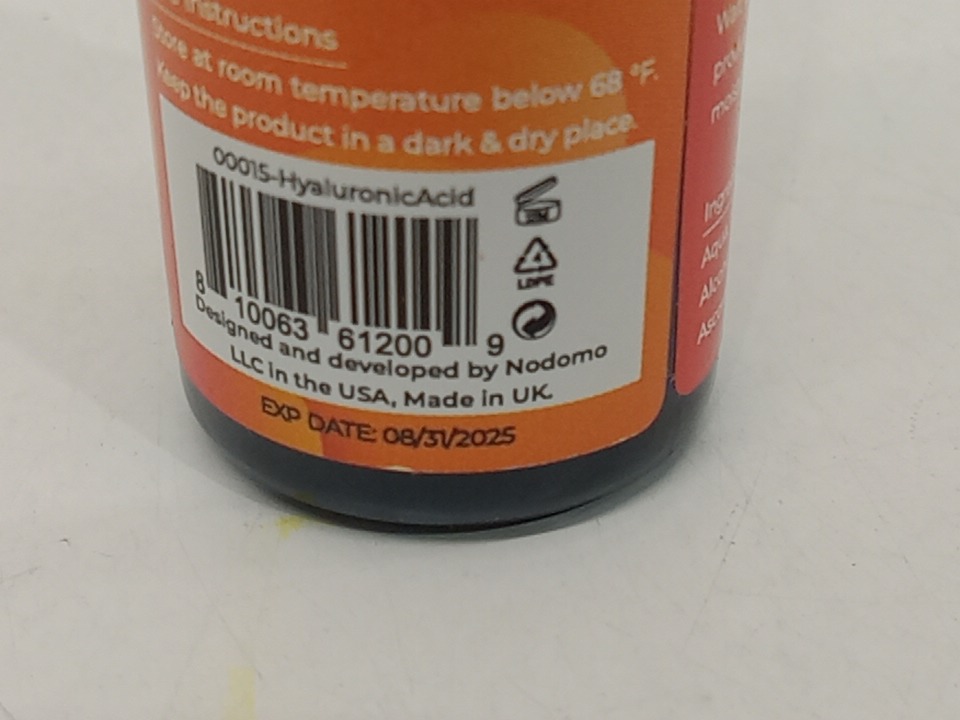 Instructions
Store at room temperature below 68 °F.
Keep the product in a dark & dry place.
00015-HyaluronicAcid
8 10063 61200 9
LDPE
Designed and developed by Nodomo
LLC in the USA, Made in UK.
EXP DATE: 08/31/2025